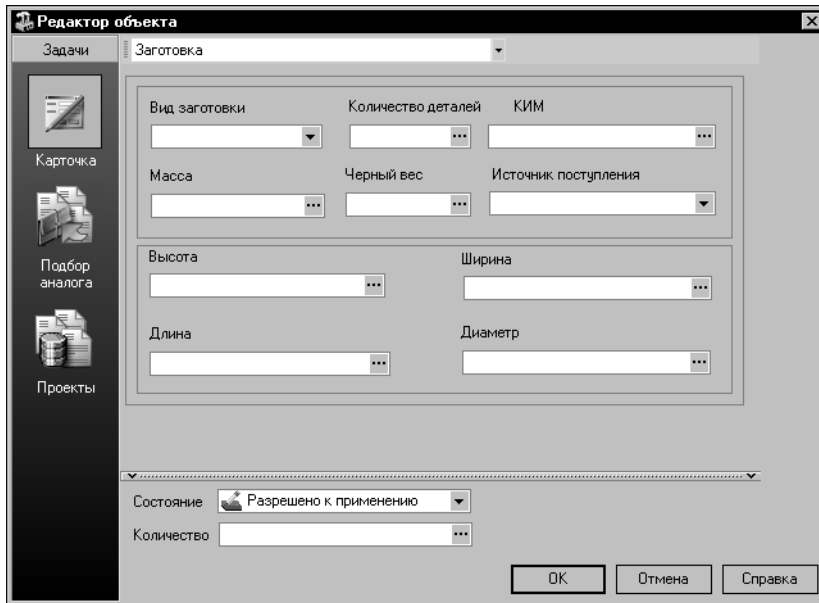 Редактор объекта
Задачи
Заготовка
Карточка
Подбор
аналога
Проекты
Вид заготовки Количество деталей КИМ
Масса Черный вес Источник поступления
Высота Ширина
Длина Диаметр
Состояние Разрешено к применению
Количество
ОК Отмена Справка